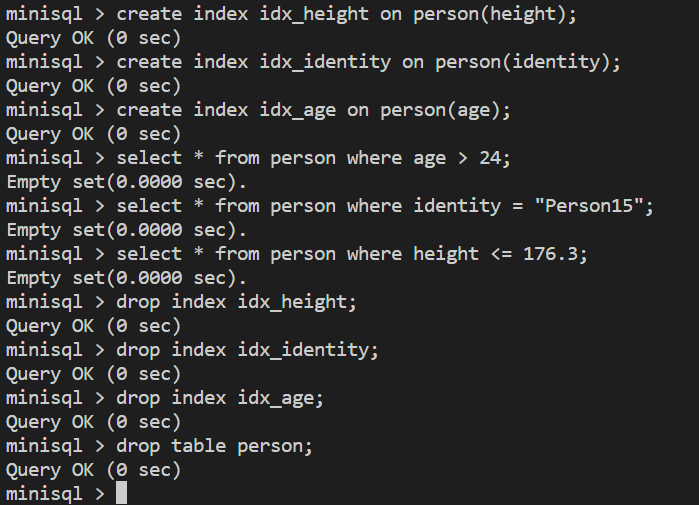 minisql > create index idx_height on person(height);
Query OK (0 sec)
minisql > create index idx_identity on person(identity);
Query OK (0 sec)
minisql > create index idx_age on person(age);
Query OK (0 sec)
minisql > select * from person where age > 24;
Empty set(0.0000 sec).
minisql > select * from person where identity = "Person15";
Empty set(0.0000 sec).
minisql > select * from person where height <= 176.3;
Empty set(0.0000 sec).
minisql > drop index idx_height;
Query OK (0 sec)
minisql > drop index idx_identity;
Query OK (0 sec)
minisql > drop index idx_age;
Query OK (0 sec)
minisql > drop table person;
Query OK (0 sec)
minisql >